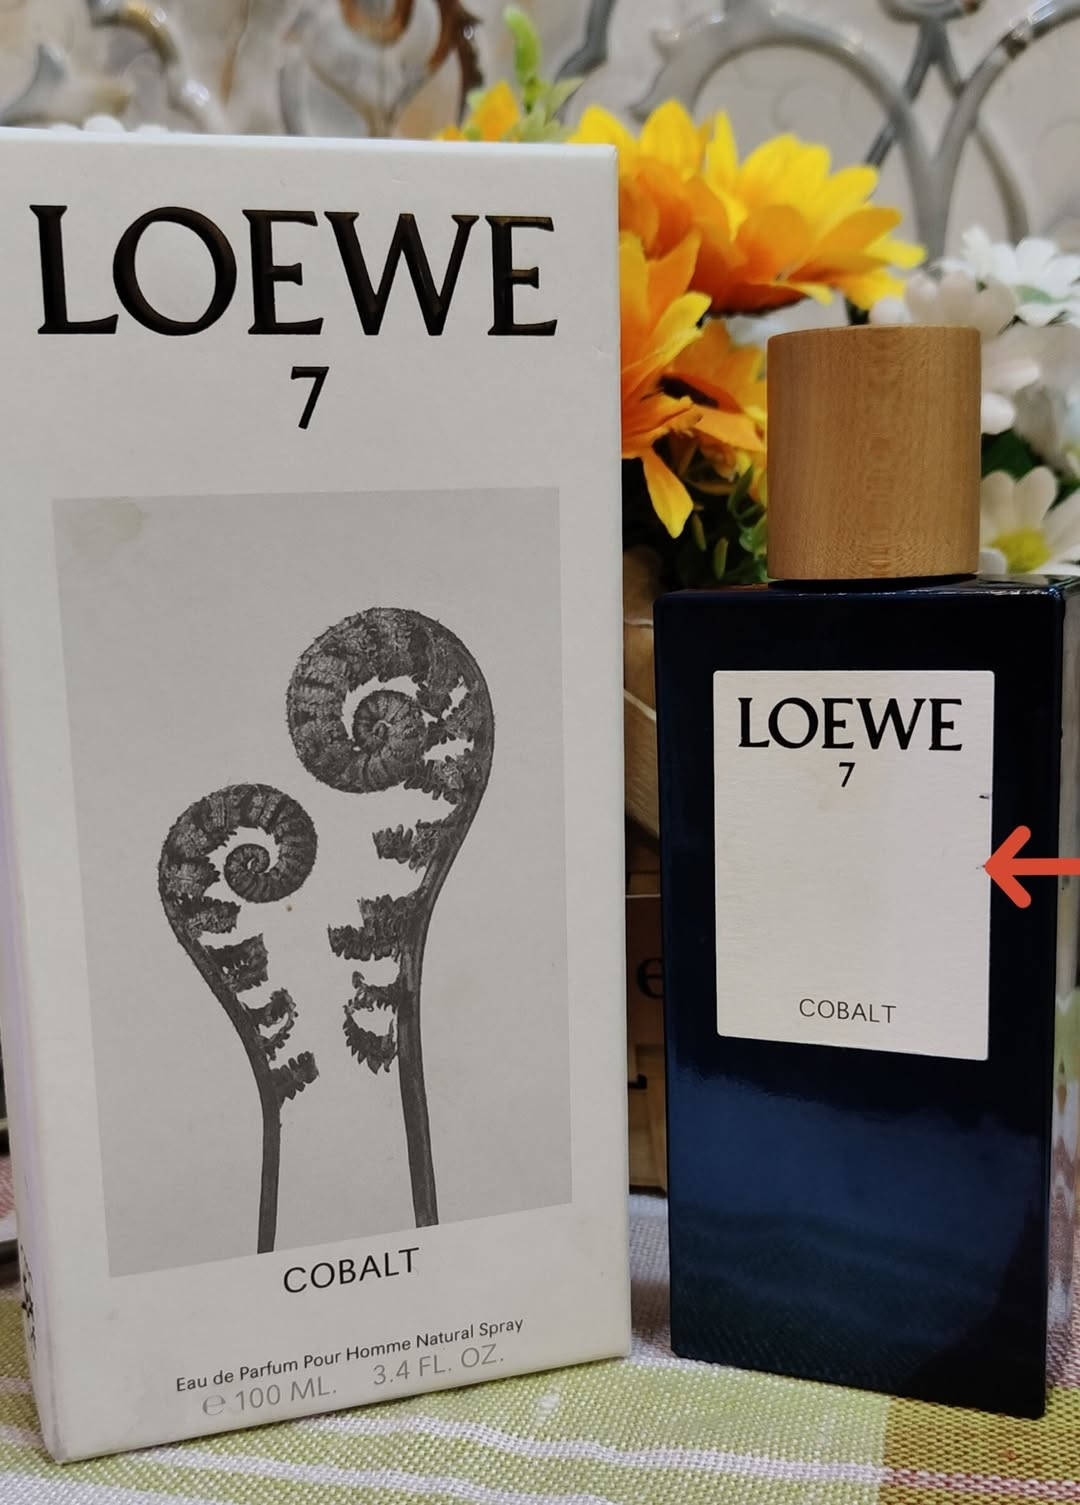 LOEWE
7
COBALT
Eau de Parfum Pour Homme Natural Spray
℮ 100 ML. 3.4 FL. OZ.
LOEWE
7
COBALT